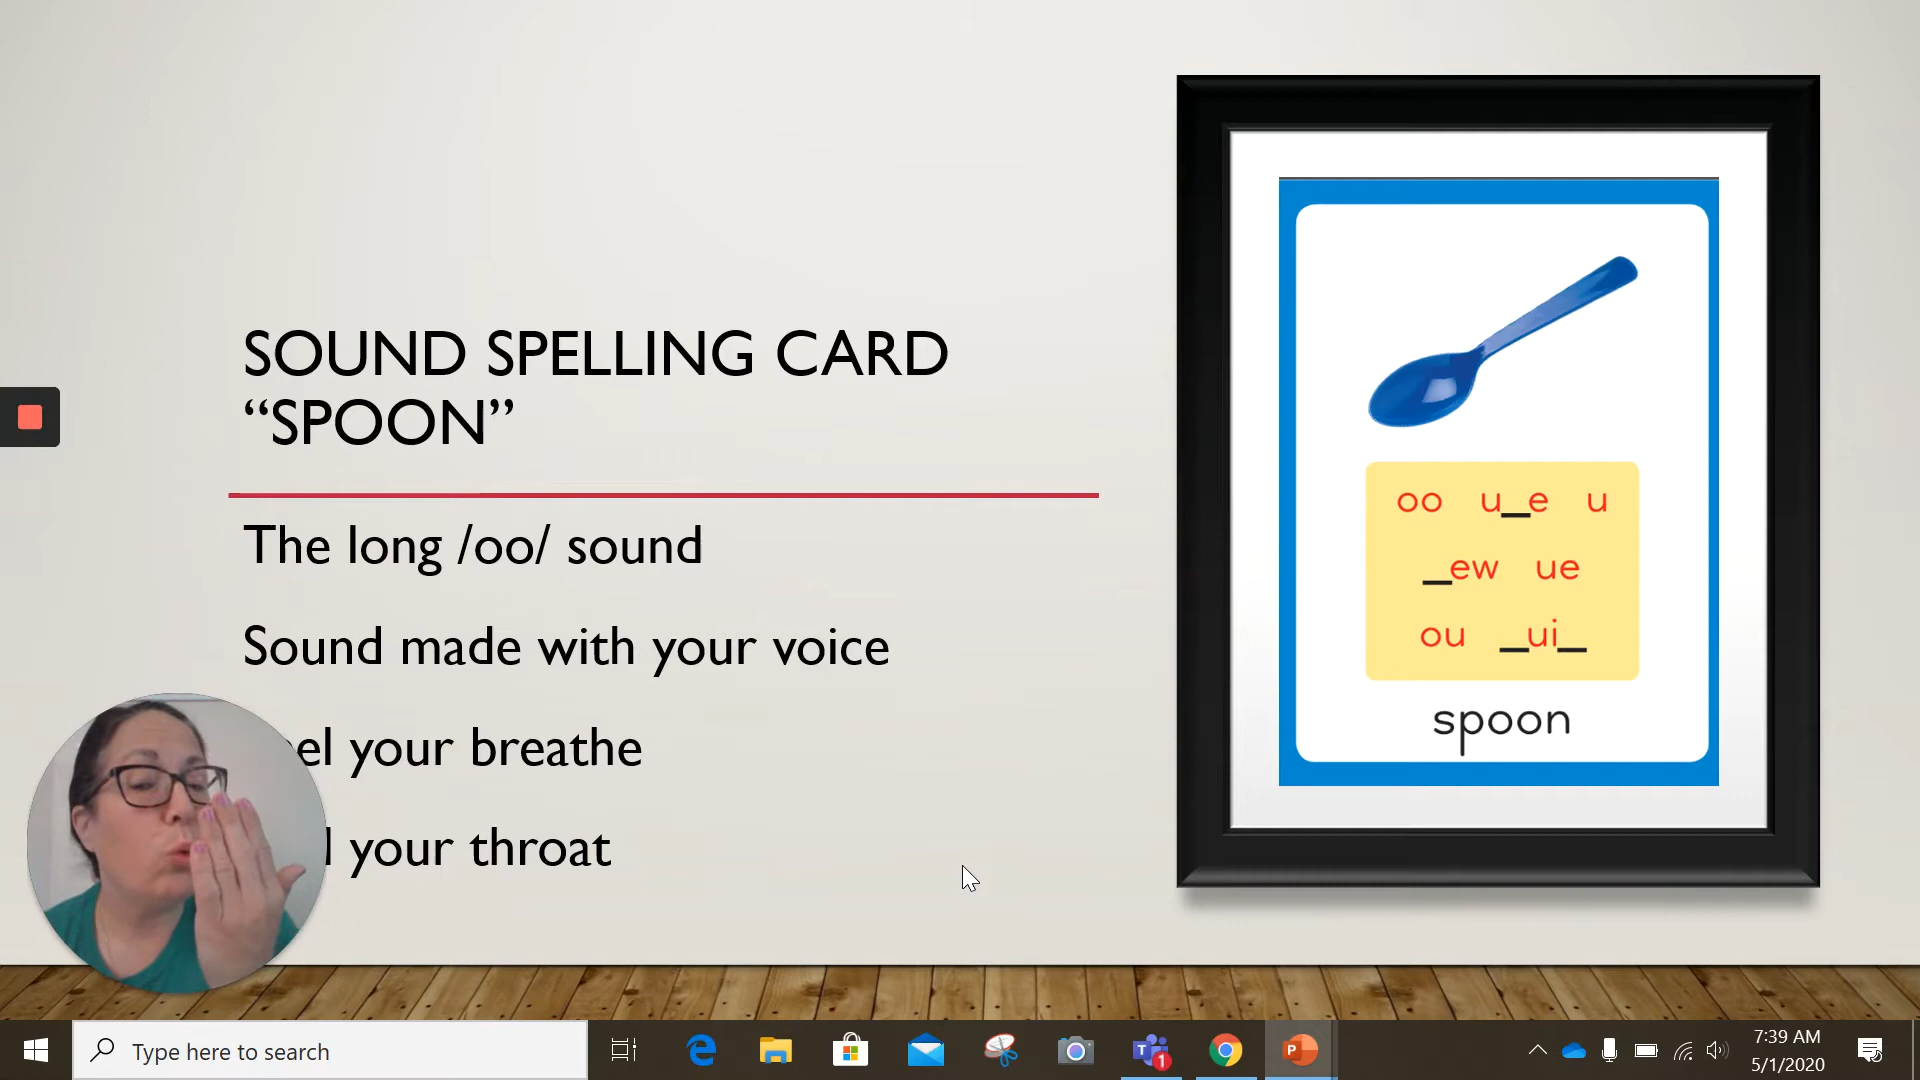 SOUND SPELLING CARD
“SPOON”
The long /oo/ sound
Sound made with your voice
your breathe
your throat
oo u_e u
_ew ue
ou _ui_
spoon
Type here to search
7:39 AM
5/1/2020